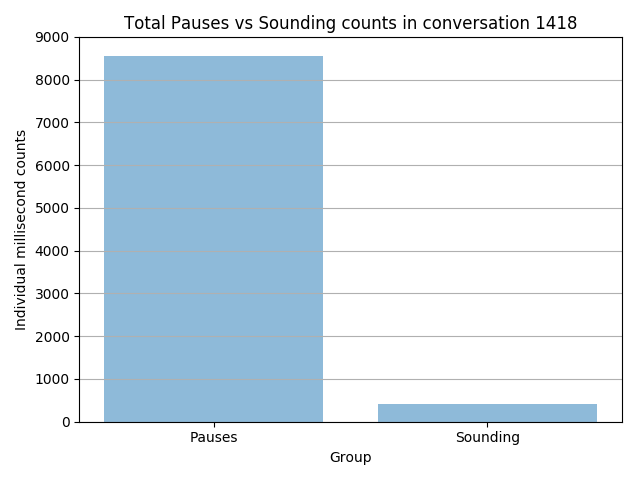 Total Pauses vs Sounding counts in conversation 1418
Individual millisecond counts
9000
8000
7000
6000
5000
4000
3000
2000
1000
0
Pauses
Sounding
Group